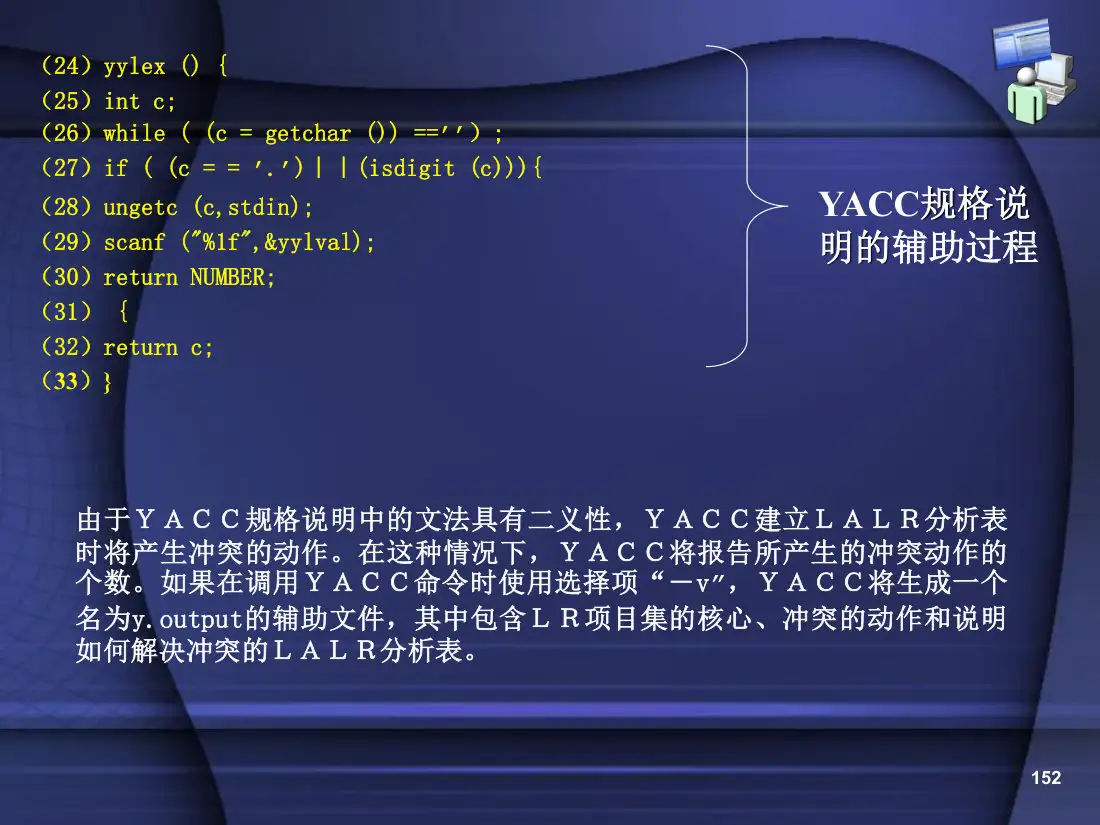 （24）yylex () {
（25）int c;
（26）while ( (c = getchar ()) ==′′) ;
（27）if ( (c = = ′.′)｜｜(isdigit (c))){
（28）ungetc (c,stdin);
（29）scanf (″%1f″,&yylval);
（30）return NUMBER;
（31） {
（32）return c;
（33）}
YACC规格说
明的辅助过程
由于ＹＡＣＣ规格说明中的文法具有二义性，ＹＡＣＣ建立ＬＡＬＲ分析表
时将产生冲突的动作。在这种情况下，ＹＡＣＣ将报告所产生的冲突动作的
个数。如果在调用ＹＡＣＣ命令时使用选择项“－v″，ＹＡＣＣ将生成一个
名为y.output的辅助文件，其中包含ＬＲ项目集的核心、冲突的动作和说明
如何解决冲突的ＬＡＬＲ分析表。
152